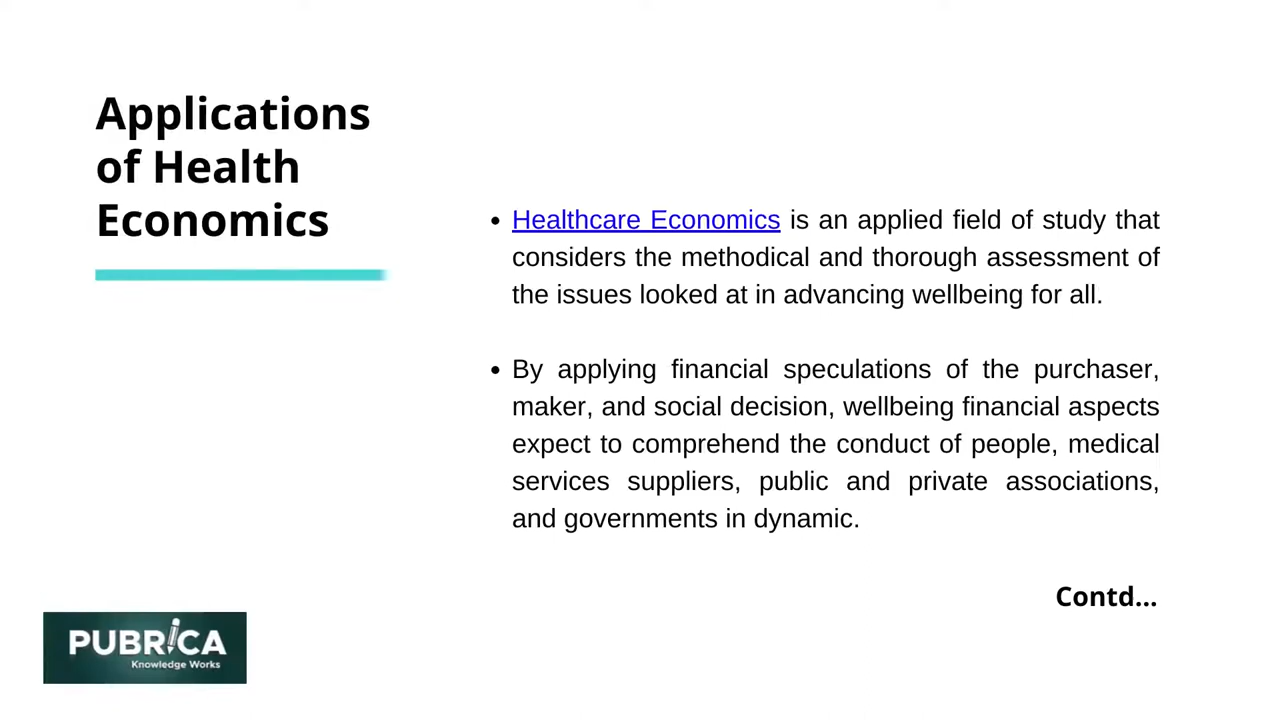 Applications
of Health
Economics
• Healthcare Economics is an applied field of study that
considers the methodical and thorough assessment of
the issues looked at in advancing wellbeing for all.
• By applying financial speculations of the purchaser,
maker, and social decision, wellbeing financial aspects
expect to comprehend the conduct of people, medical
services suppliers, public and private associations,
and governments in dynamic.
Contd...
PUBRICA
Knowledge Works